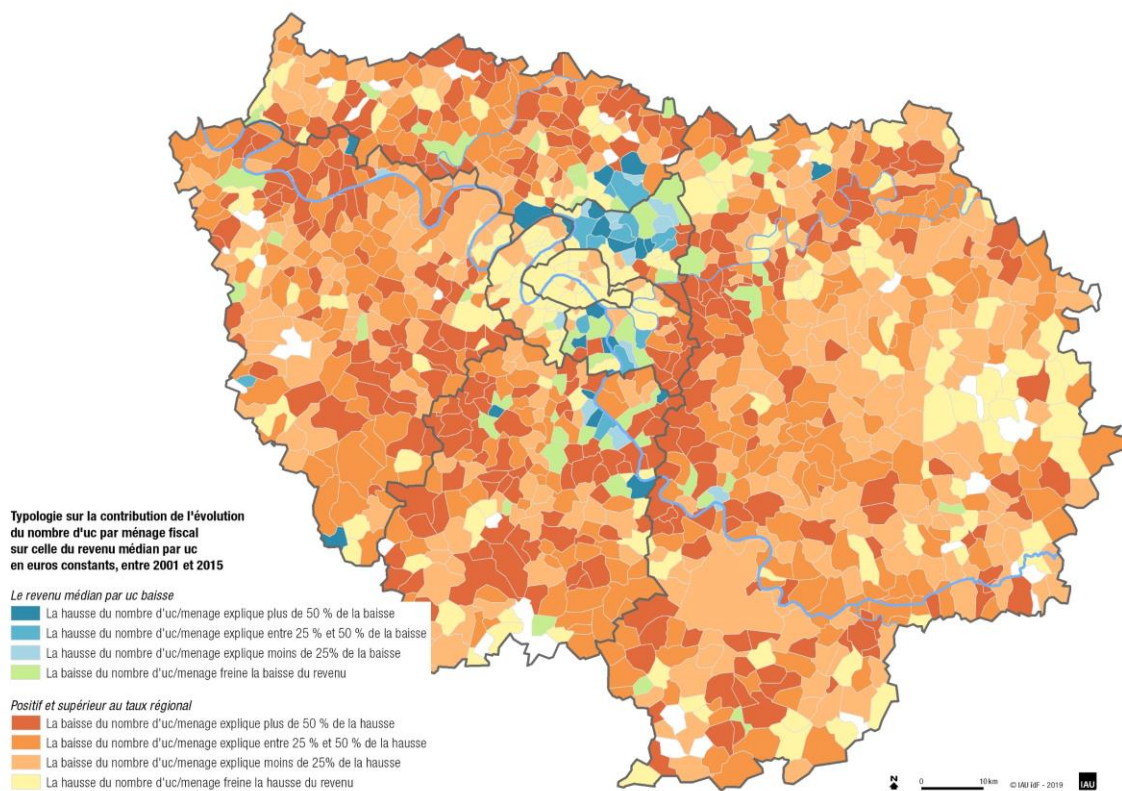 Typologie sur la contribution de l'évolution
du nombre d'uc par ménage fiscal
sur celle du revenu médian par uc
en euros constants, entre 2001 et 2015
Le revenu médian par uc baisse
La hausse du nombre d'uc/menage explique plus de 50 % de la baisse
La hausse du nombre d'uc/menage explique entre 25 % et 50 % de la baisse
La hausse du nombre d'uc/menage explique moins de 25% de la baisse
La baisse du nombre d'uc/menage freine la baisse du revenu
Positif et supérieur au taux régional
La baisse du nombre d'uc/menage explique plus de 50 % de la hausse
La baisse du nombre d'uc/menage explique entre 25 % et 50 % de la hausse
La baisse du nombre d'uc/menage explique moins de 25% de la hausse
La hausse du nombre d'uc/menage freine la hausse du revenu
N 0 10 km © IAU îdF - 2019 IAU